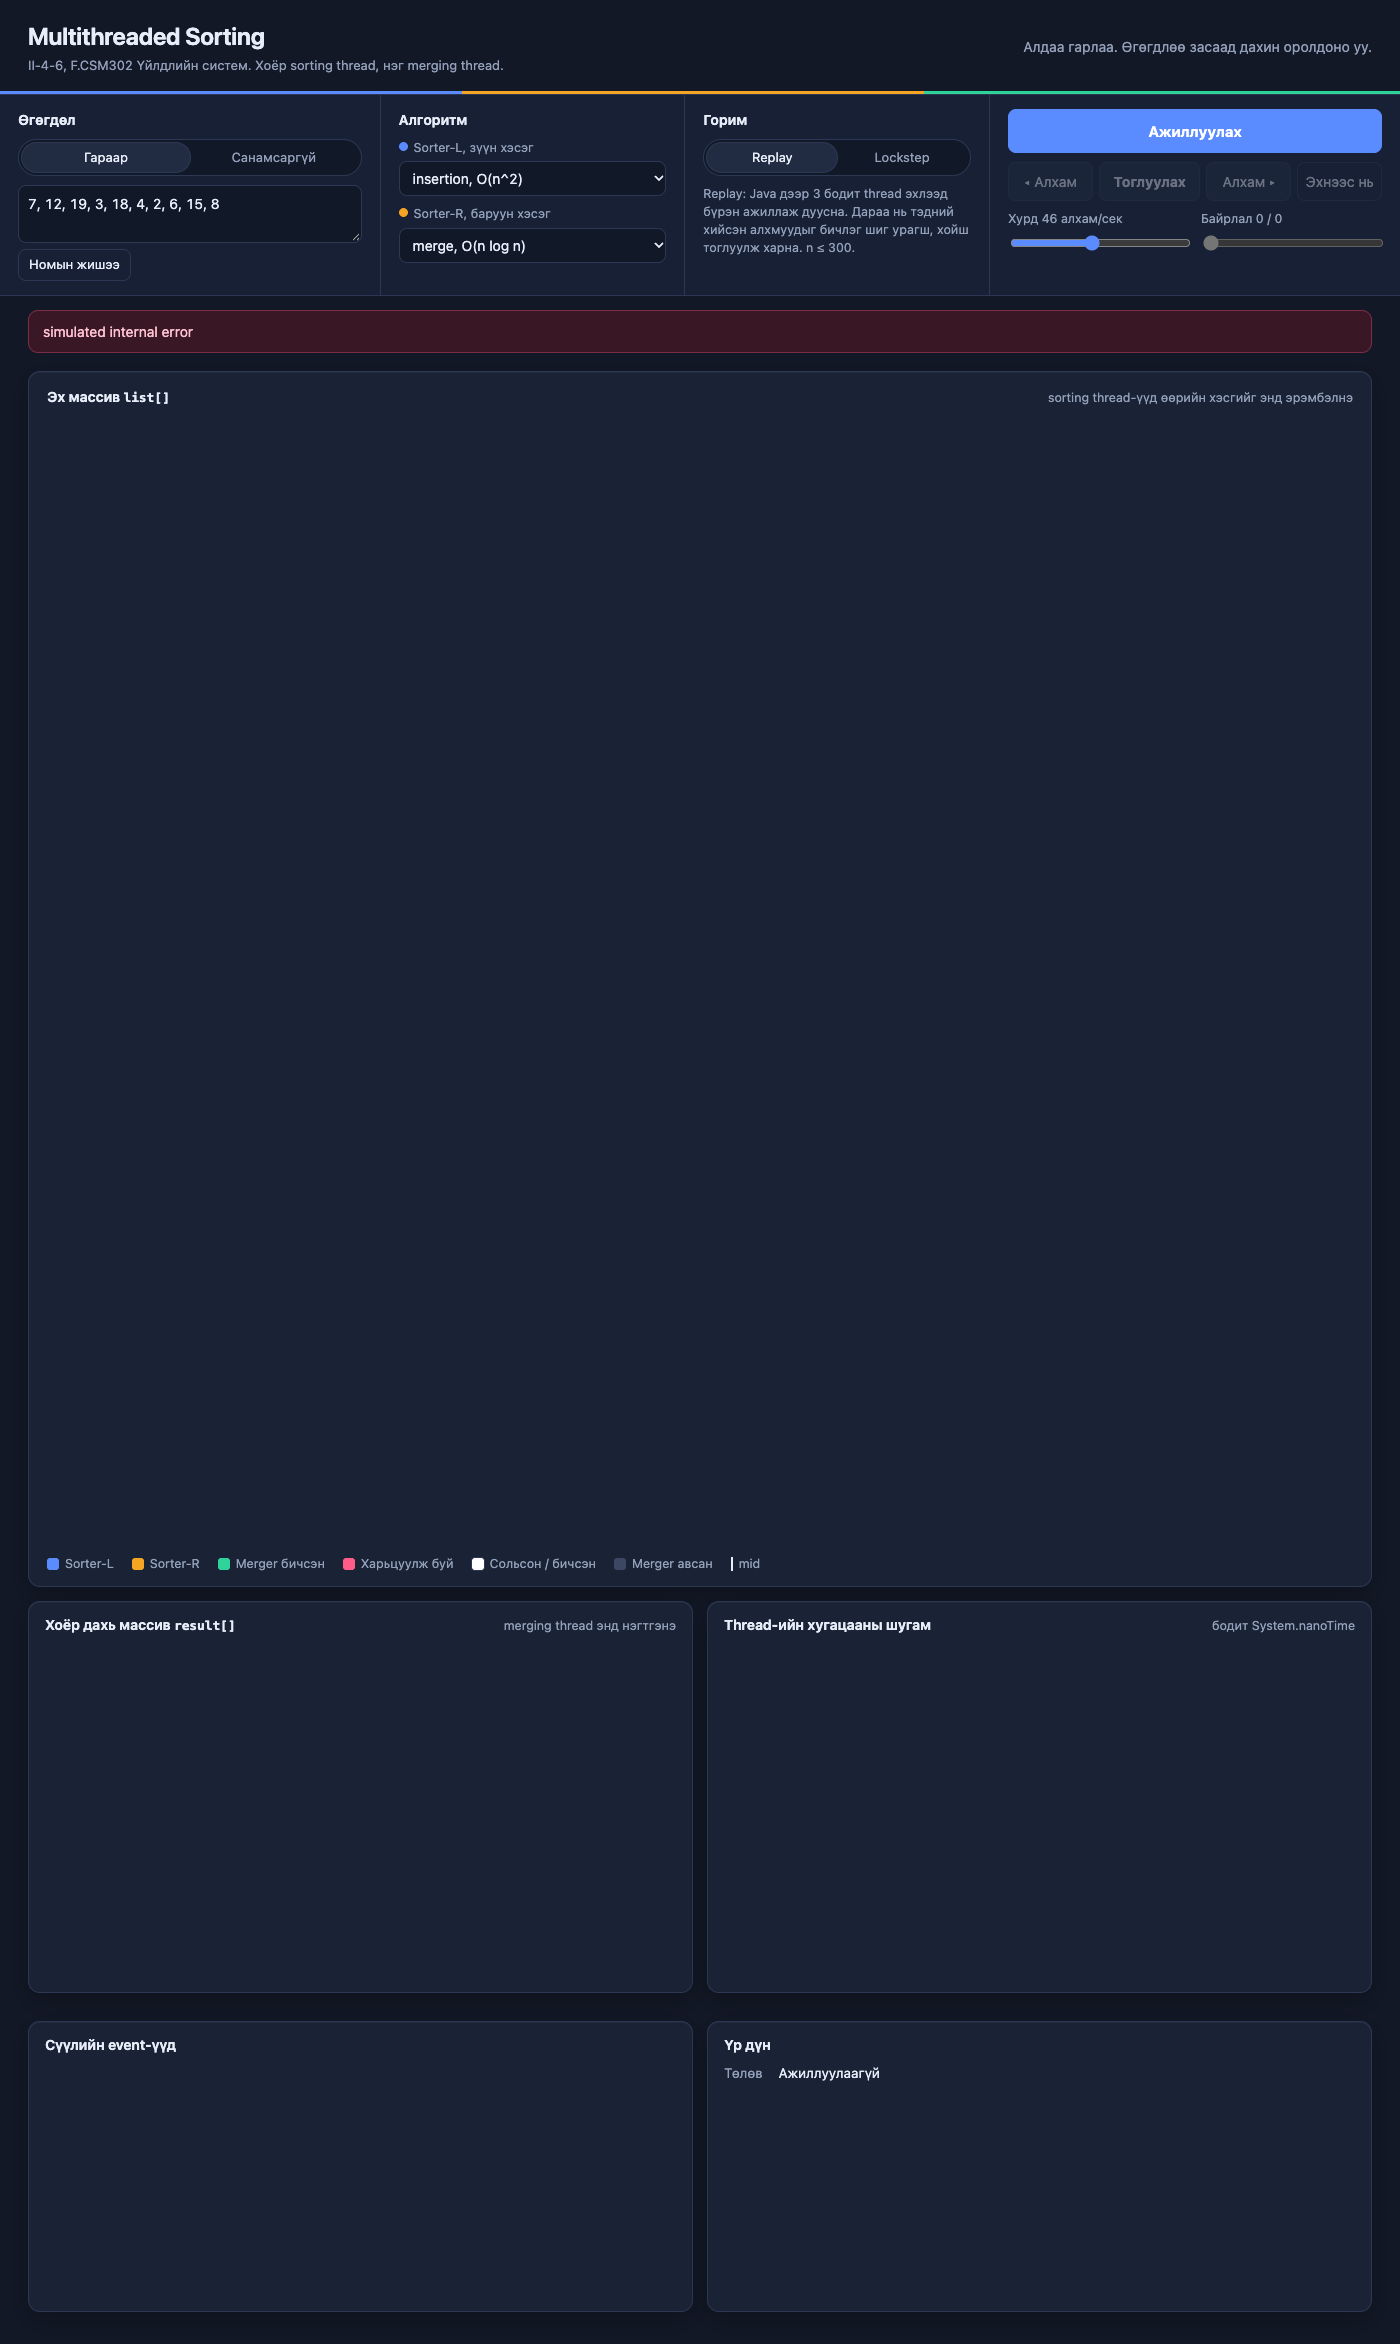 Multithreaded Sorting
II-4-6, F.CSM302 Үйлдлийн систем. Хоёр sorting thread, нэг merging thread.
Алдаа гарлаа. Өгөгдлөө засаад дахин оролдоно уу.
Өгөгдөл
Гараар
Санамсаргүй
7, 12, 19, 3, 18, 4, 2, 6, 15, 8
Номын жишээ
Алгоритм
Sorter-L, зүүн хэсэг
insertion, O(n^2)
Sorter-R, баруун хэсэг
merge, O(n log n)
Горим
Replay
Lockstep
Replay: Java дээр 3 бодит thread эхлээд
бүрэн ажиллаж дуусна. Дараа нь тэдний
хийсэн алхмуудыг бичлэг шиг урагш, хойш
тоглуулж харна. n ≤ 300.
Ажиллуулах
◂ Алхам
Тоглуулах
Алхам ▸
Эхнээс нь
Хурд 46 алхам/сек
Байрлал 0 / 0
simulated internal error
Эх массив list[]
sorting thread-үүд өөрийн хэсгийг энд эрэмбэлнэ
Sorter-L
Sorter-R
Merger бичсэн
Харьцуулж буй
Сольсон / бичсэн
Merger авсан
mid
Хоёр дахь массив result[]
merging thread энд нэгтгэнэ
Thread-ийн хугацааны шугам
бодит System.nanoTime
Сүүлийн event-үүд
Үр дүн
Төлөв Ажиллуулаагүй